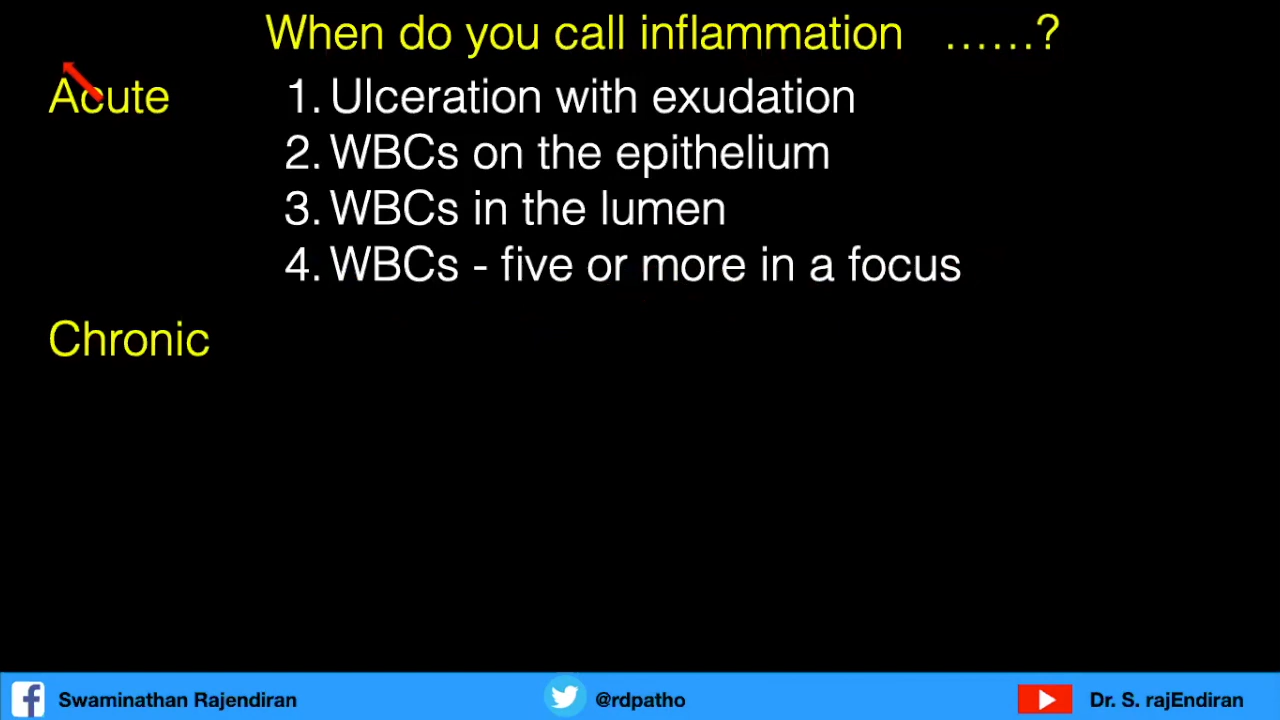 When do you call inflammation ......?
Acute 1. Ulceration with exudation
2. WBCs on the epithelium
3. WBCs in the lumen
4. WBCs - five or more in a focus
Chronic
Swaminathan Rajendiran @rdpatho Dr. S. rajEndiran